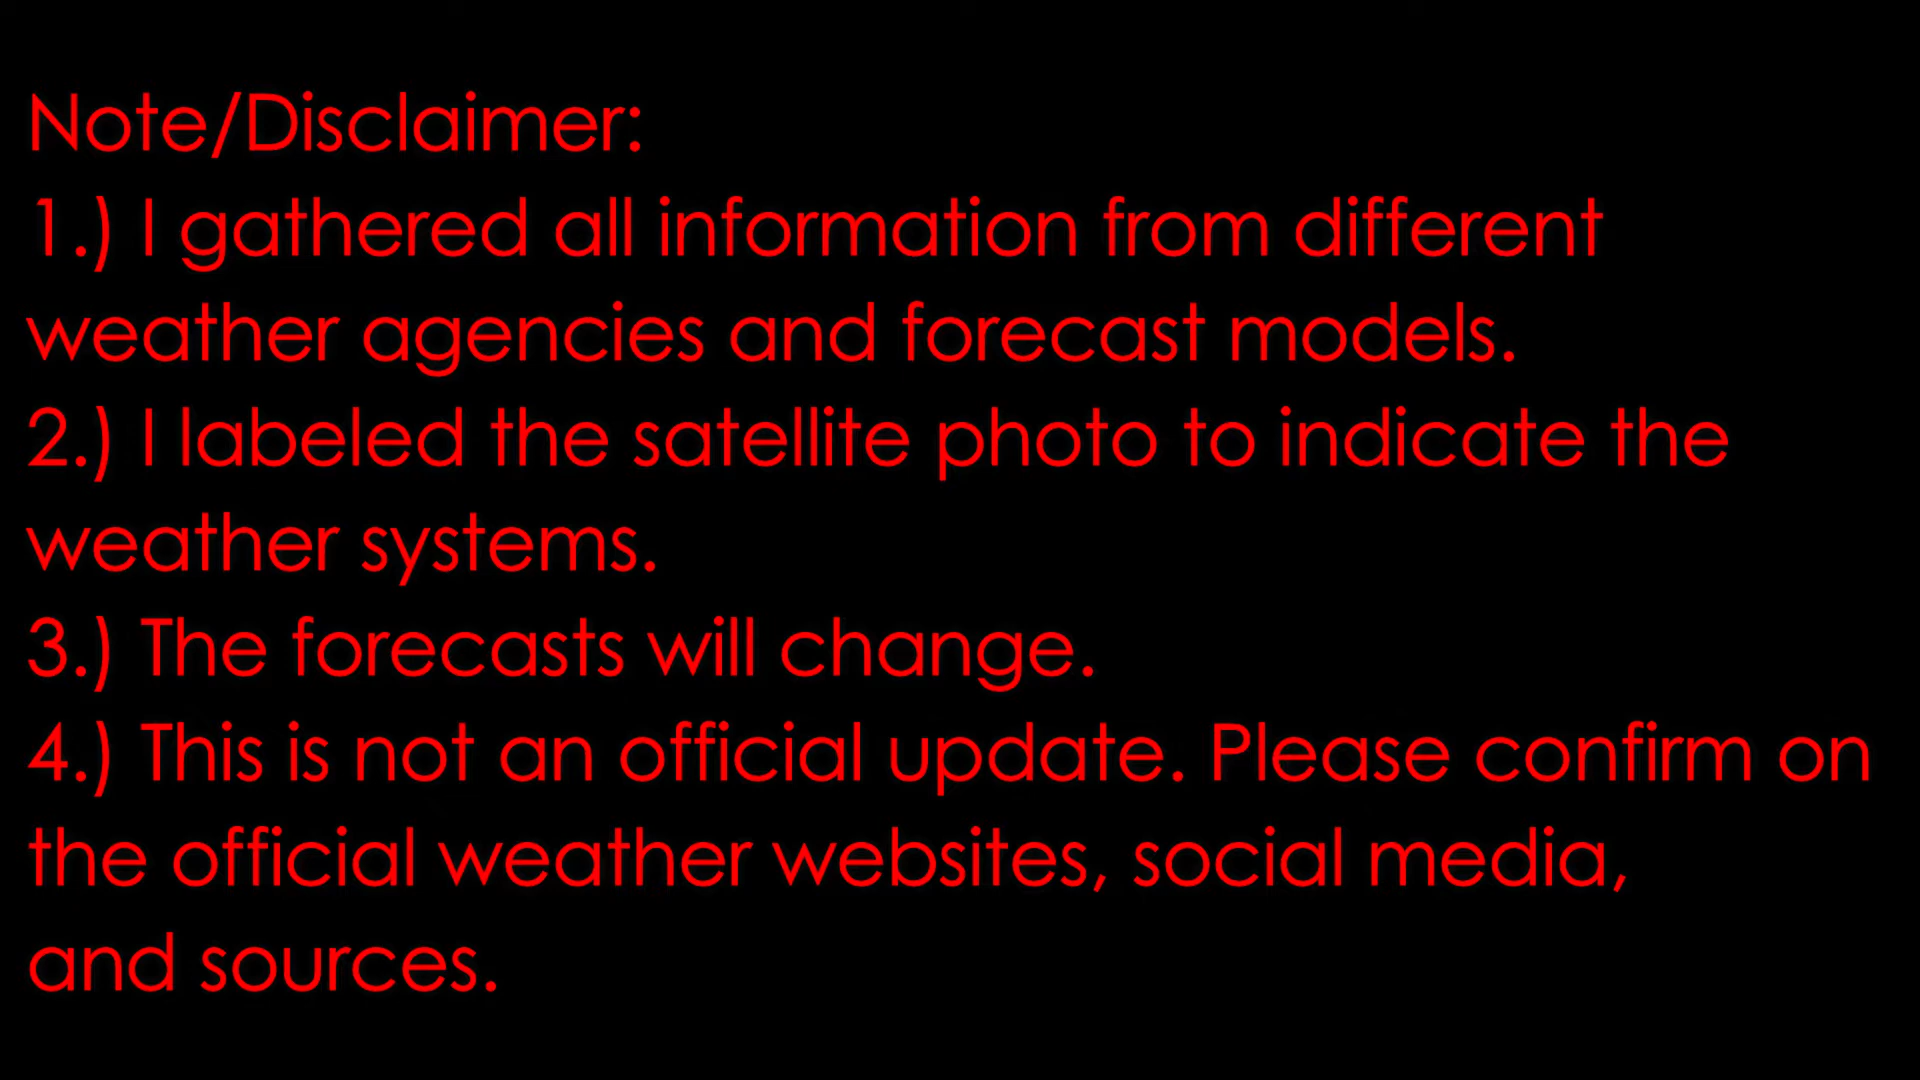 Note/Disclaimer:
1.) I gathered all information from different
weather agencies and forecast models.
2.) I labeled the satellite photo to indicate the
weather systems.
3.) The forecasts will change.
4.) This is not an official update. Please confirm on
the official weather websites, social media,
and sources.